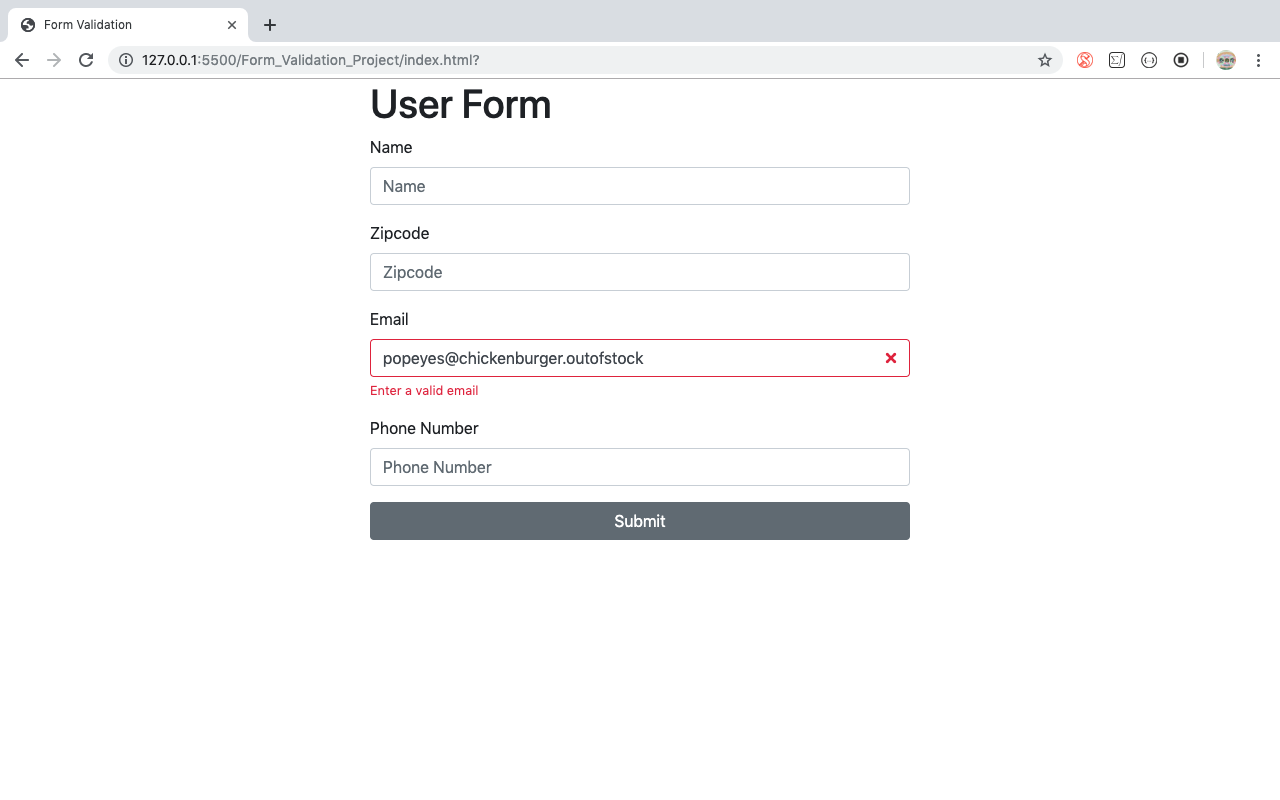 Form Validation
127.0.0.1:5500/Form_Validation_Project/index.html?
User Form
Name
Name
Zipcode
Zipcode
Email
popeyes@chickenburger.outofstock
Enter a valid email
Phone Number
Phone Number
Submit